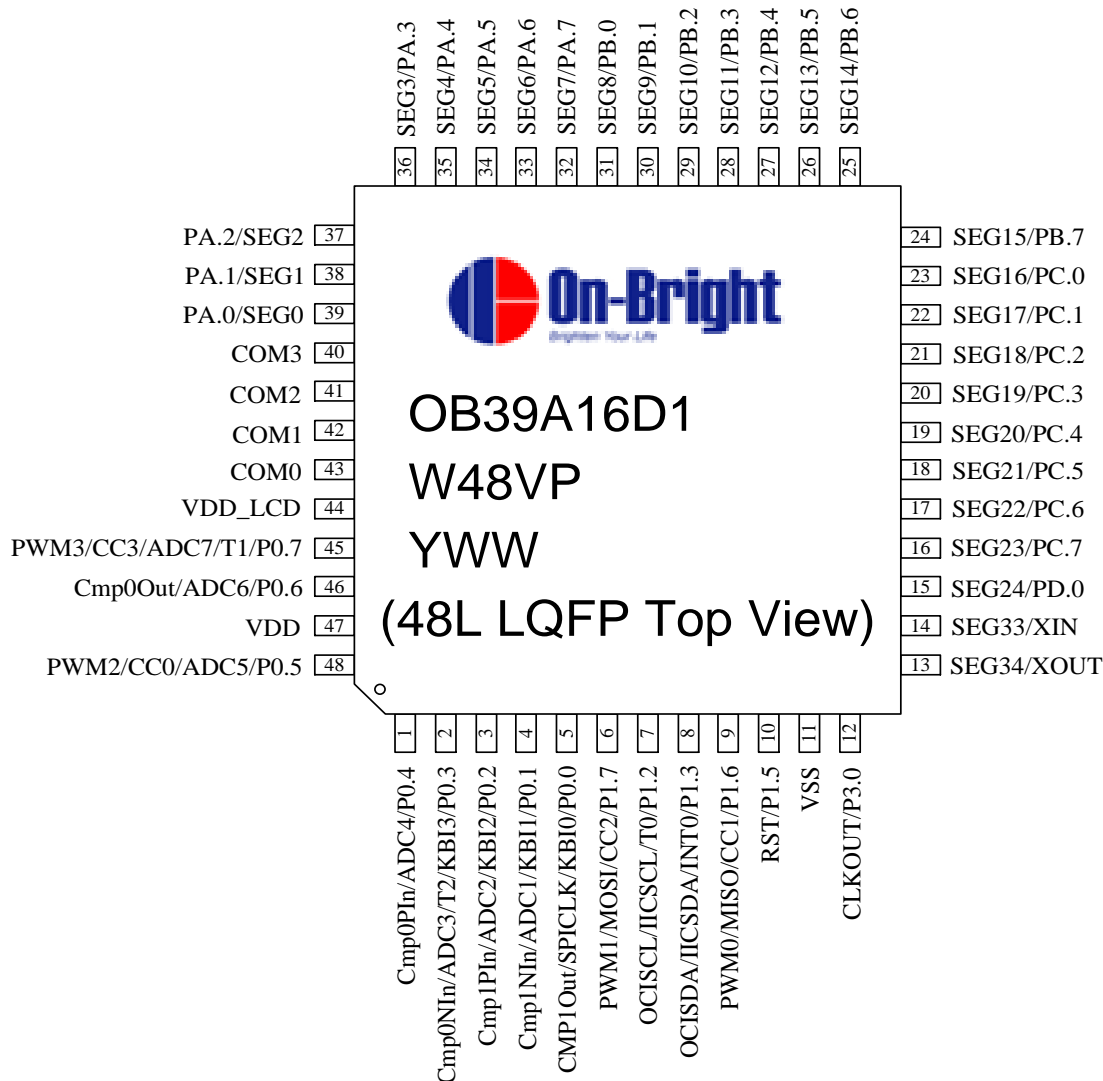 SEG3/PA.3
SEG4/PA.4
SEG5/PA.5
SEG6/PA.6
SEG7/PA.7
SEG8/PB.0
SEG9/PB.1
SEG10/PB.2
SEG11/PB.3
SEG12/PB.4
SEG13/PB.5
SEG14/PB.6
36 35 34 33 32 31 30 29 28 27 26 25
PA.2/SEG2 37
PA.1/SEG1 38
PA.0/SEG0 39
COM3 40
COM2 41
COM1 42
COM0 43
VDD_LCD 44
PWM3/CC3/ADC7/T1/P0.7 45
Cmp0Out/ADC6/P0.6 46
VDD 47
PWM2/CC0/ADC5/P0.5 48
On-Bright
Brighten Your Life
OB39A16D1
W48VP
YWW
(48L LQFP Top View)
24 SEG15/PB.7
23 SEG16/PC.0
22 SEG17/PC.1
21 SEG18/PC.2
20 SEG19/PC.3
19 SEG20/PC.4
18 SEG21/PC.5
17 SEG22/PC.6
16 SEG23/PC.7
15 SEG24/PD.0
14 SEG33/XIN
13 SEG34/XOUT
1 2 3 4 5 6 7 8 9 10 11 12
Cmp0PIn/ADC4/P0.4
Cmp0NIn/ADC3/T2/KBI3/P0.3
Cmp1PIn/ADC2/KBI2/P0.2
Cmp1NIn/ADC1/KBI1/P0.1
CMP1Out/SPICLK/KBI0/P0.0
PWM1/MOSI/CC2/P1.7
OCISCL/IICSCL/T0/P1.2
OCISDA/IICSDA/INT0/P1.3
PWM0/MISO/CC1/P1.6
RST/P1.5
VSS
CLKOUT/P3.0